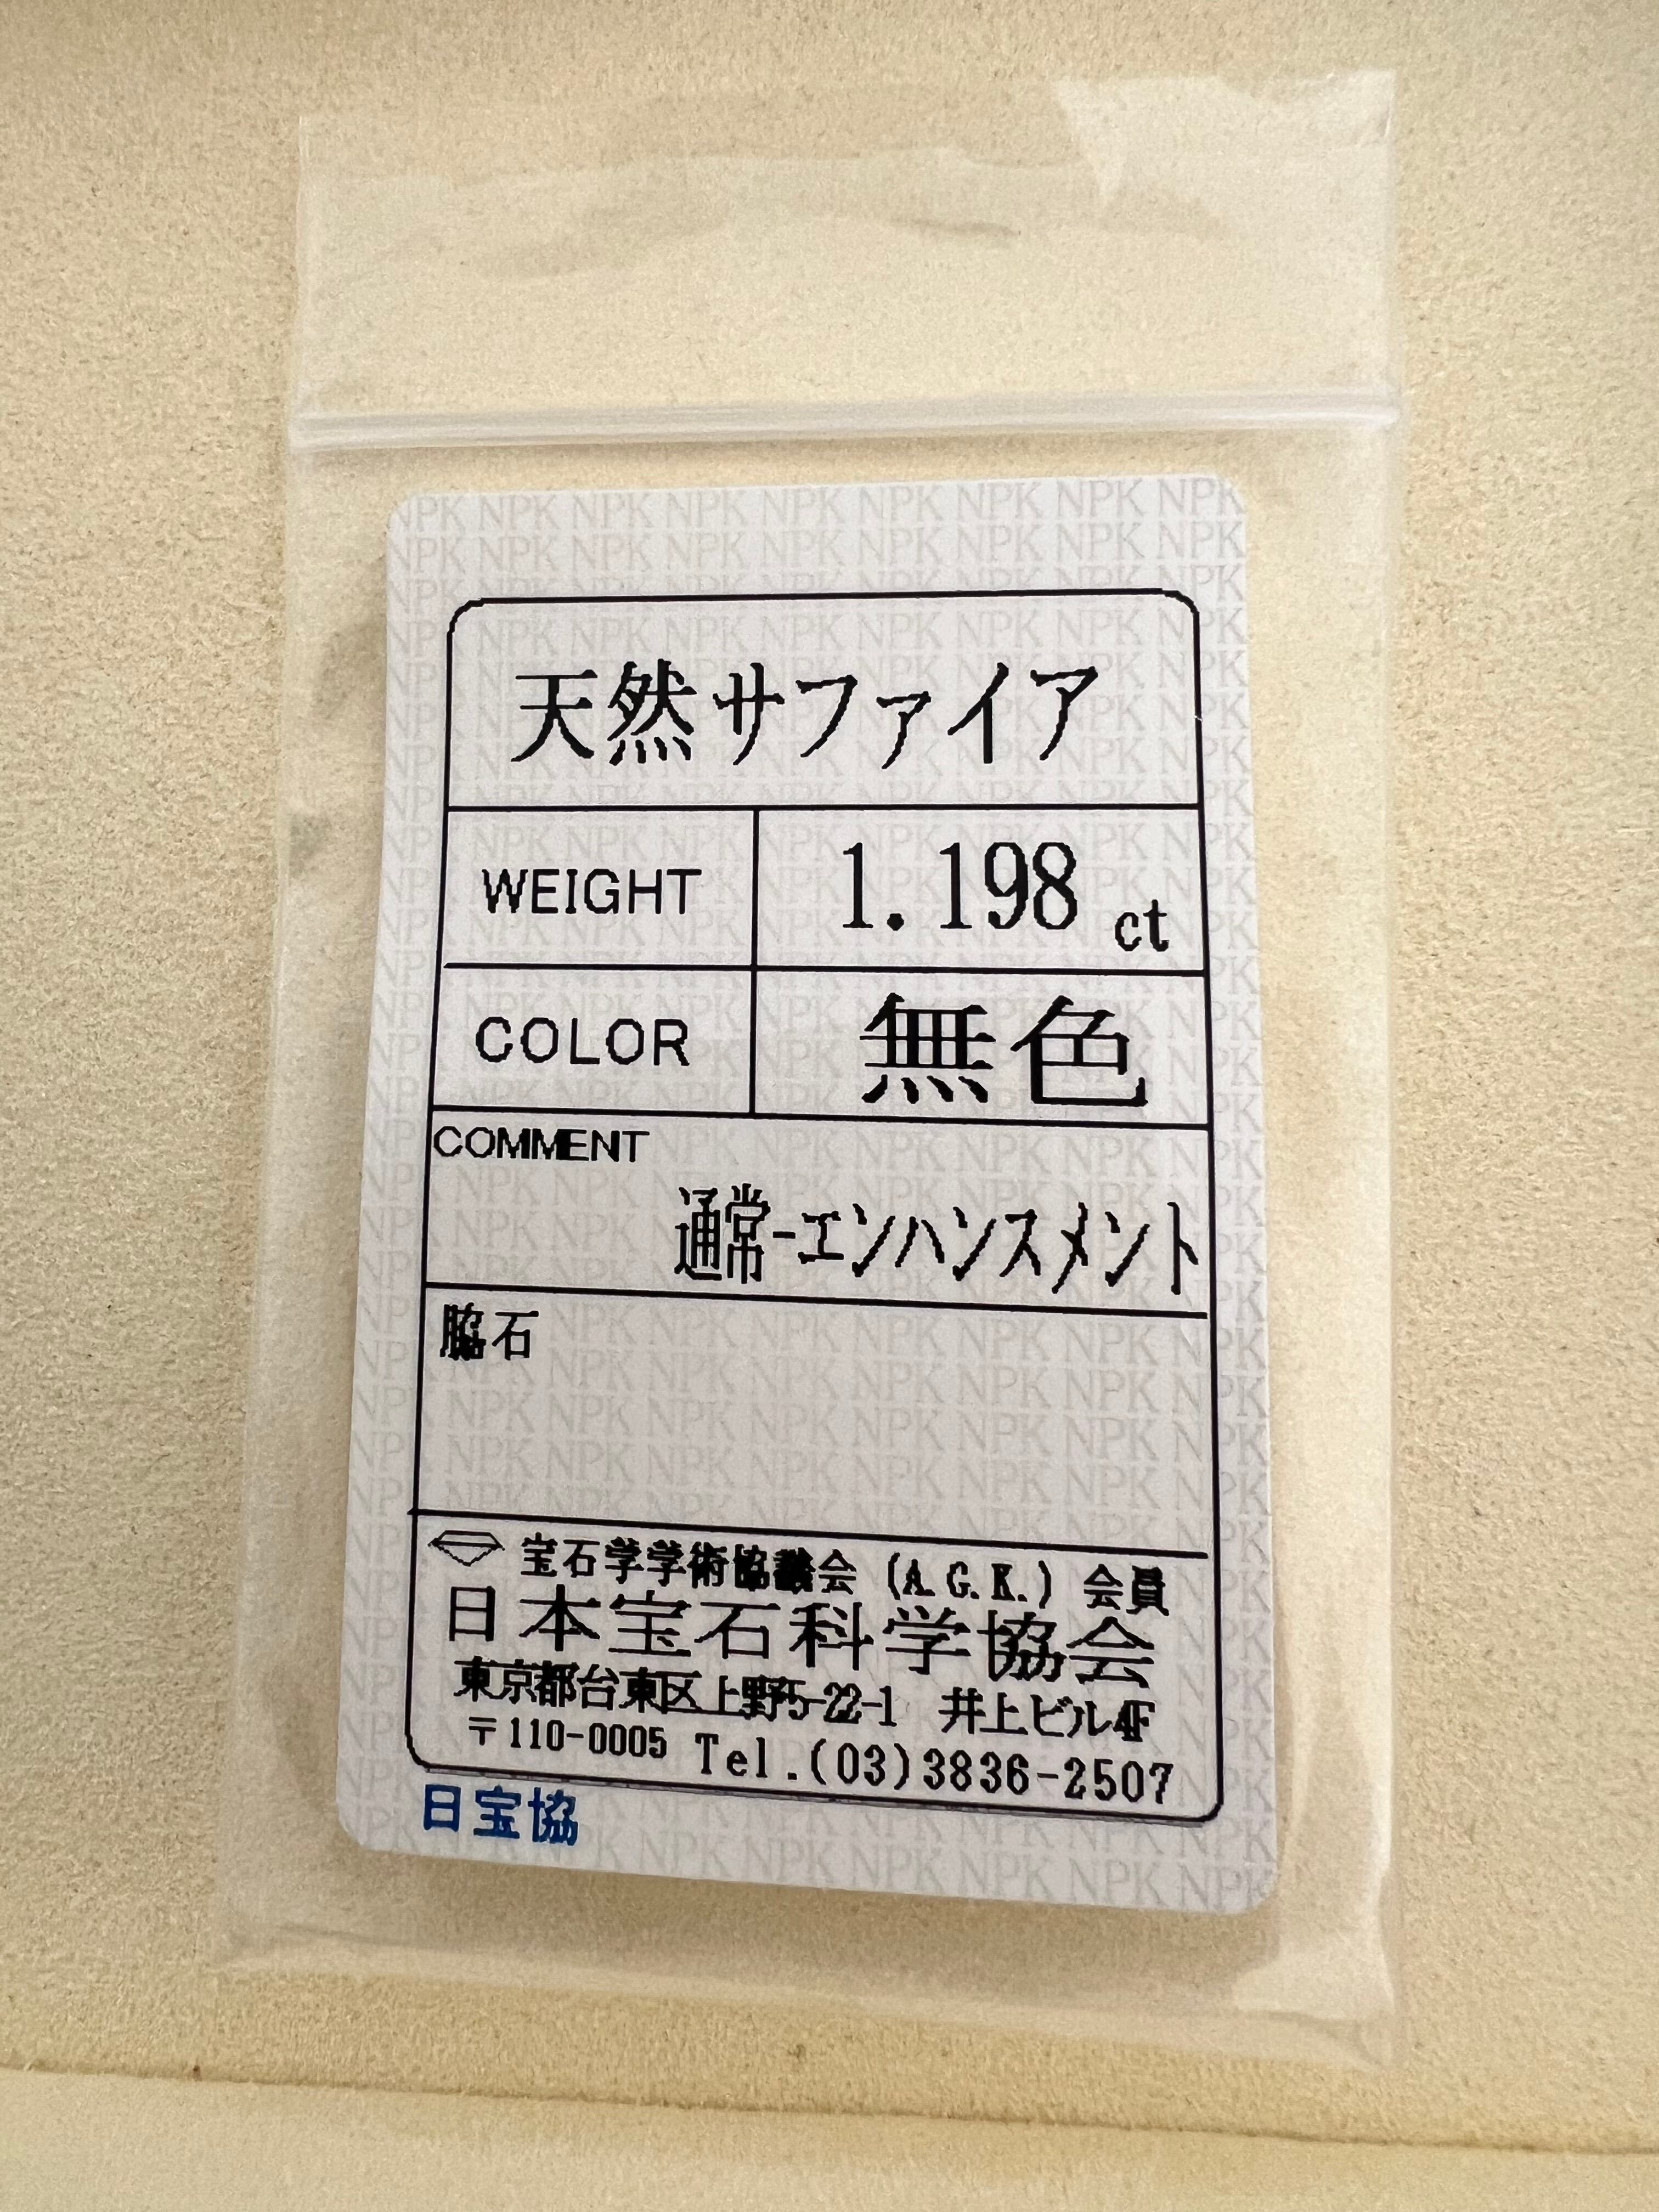 天然サファイア
WEIGHT 1.198 ct
COLOR 無色
COMMENT
通常-エンハンスメント
脇石
宝石学学術協議会 (A.G.K.) 会員
日本宝石科学協会
東京都台東区上野5-22-1 井上ビル4F
〒110-0005 Tel.(03)3836-2507
日宝協